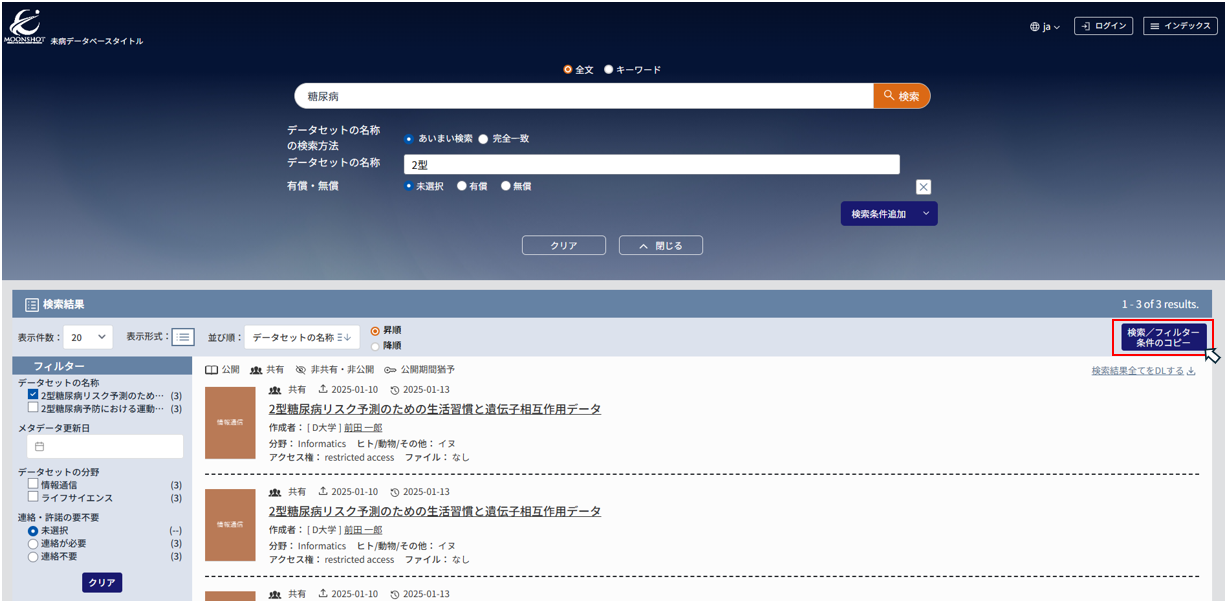 MOONSHOT
未病データベースタイトル
ja
ログイン
インデックス
全文 キーワード
糖尿病
検索
データセットの名称
の検索方法
あいまい検索 完全一致
データセットの名称
2型
有償・無償
未選択 有償 無償
検索条件追加
クリア
閉じる
検索結果
1 - 3 of 3 results.
表示件数： 20
表示形式：
並び順： データセットの名称
昇順
降順
検索／フィルター
条件のコピー
フィルター
データセットの名称
2型糖尿病リスク予測のため… (3)
2型糖尿病予防における運動… (3)
メタデータ更新日
データセットの分野
情報通信 (3)
ライフサイエンス (3)
連絡・許諾の要不要
未選択 (--)
連絡が必要 (3)
連絡不要 (3)
クリア
公開 共有 非共有・非公開 公開期間猶予
検索結果全てをDLする
共有 2025-01-10 2025-01-13
情報通信
2型糖尿病リスク予測のための生活習慣と遺伝子相互作用データ
作成者： [ D大学 ] 前田 一郎
分野： Informatics ヒト/動物/その他： イヌ
アクセス権： restricted access ファイル： なし
共有 2025-01-10 2025-01-13
情報通信
2型糖尿病リスク予測のための生活習慣と遺伝子相互作用データ
作成者： [ D大学 ] 前田 一郎
分野： Informatics ヒト/動物/その他： イヌ
アクセス権： restricted access ファイル： なし
共有 2025-01-10 2025-01-13